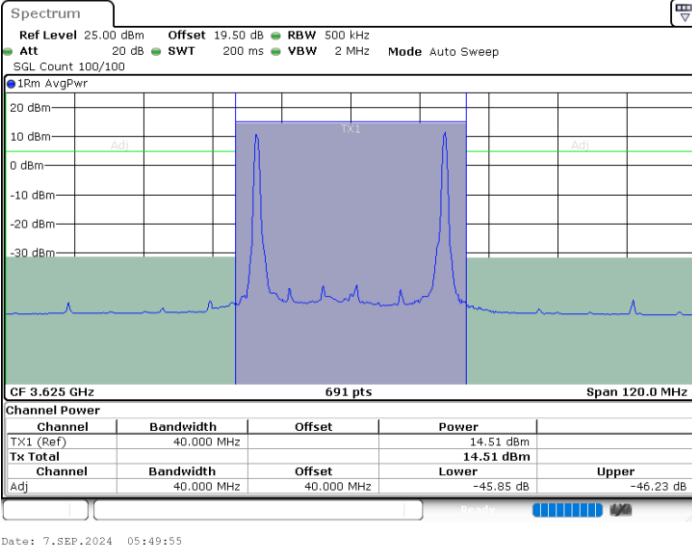 Spectrum
Ref Level 25.00 dBm Offset 19.50 dB RBW 500 kHz
Att 20 dB SWT 200 ms VBW 2 MHz Mode Auto Sweep
SGL Count 100/100
1Rm AvgPwr
20 dBm
TX1
10 dBm
Adj Adj
0 dBm
-10 dBm
-20 dBm
-30 dBm
CF 3.625 GHz 691 pts Span 120.0 MHz
Channel Power
Channel Bandwidth Offset Power
TX1 (Ref) 40.000 MHz 14.51 dBm
Tx Total 14.51 dBm
Channel Bandwidth Offset Lower Upper
Adj 40.000 MHz 40.000 MHz -45.85 dB -46.23 dB
Ready
Date: 7.SEP.2024 05:49:55